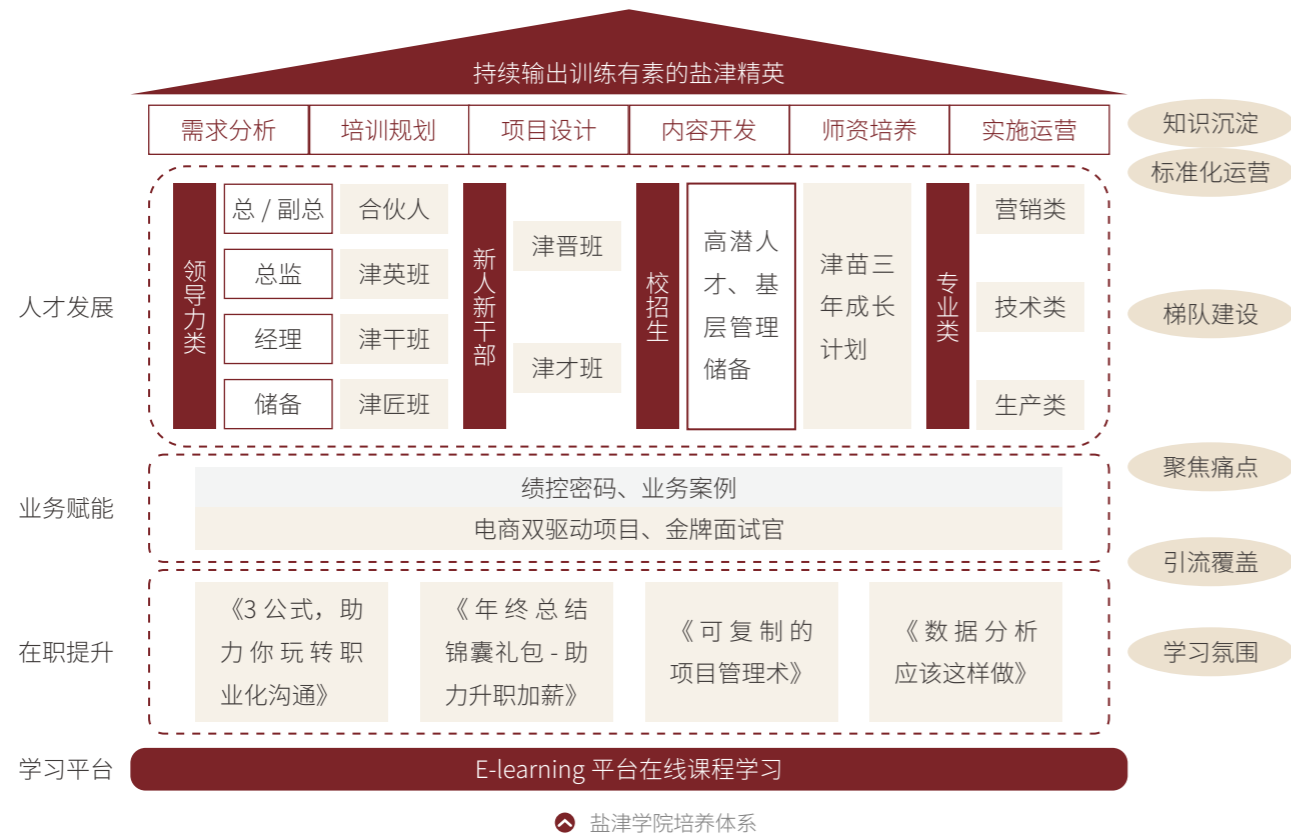 持续输出训练有素的盐津精英
需求分析
培训规划
项目设计
内容开发
师资培养
实施运营
知识沉淀
标准化运营
人才发展
领导力类
总 / 副总
合伙人
总监
津英班
经理
津干班
储备
津匠班
新人新干部
津晋班
津才班
校招生
高潜人
才、基
层管理
储备
津苗三
年成长
计划
专业类
营销类
技术类
生产类
梯队建设
业务赋能
绩控密码、业务案例
电商双驱动项目、金牌面试官
聚焦痛点
引流覆盖
在职提升
《3 公式，助
力你玩转职
业化沟通》
《年终总结
锦囊礼包 - 助
力升职加薪》
《可复制的
项目管理术》
《数据分析
应该这样做》
学习氛围
学习平台
E-learning 平台在线课程学习
盐津学院培养体系